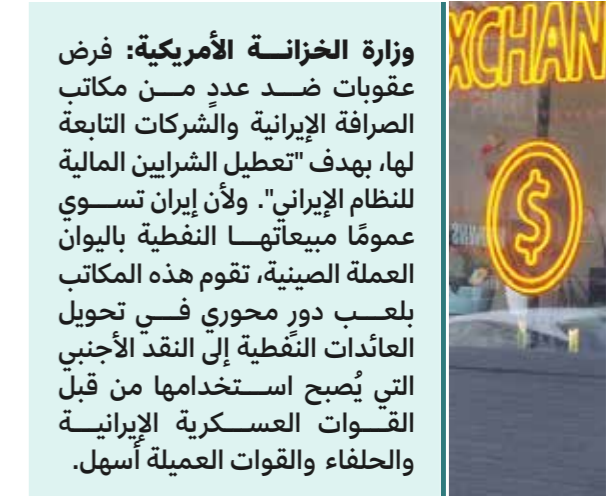 وزارة الخزانة الأمريكية: فرض
عقوبات ضد عددٍ من مكاتب
الصرافة الإيرانية والشركات التابعة
لها، بهدف "تعطيل الشرايين المالية
للنظام الإيراني". ولأن إيران تسوي
عمومًا مبيعاتها النفطية باليوان
العملة الصينية، تقوم هذه المكاتب
بلعب دورٍ محوري في تحويل
العائدات النفطية إلى النقد الأجنبي
التي يُصبح استخدامها من قبل
القوات العسكرية الإيرانية
والحلفاء والقوات العميلة أسهل.
XCHAN
$